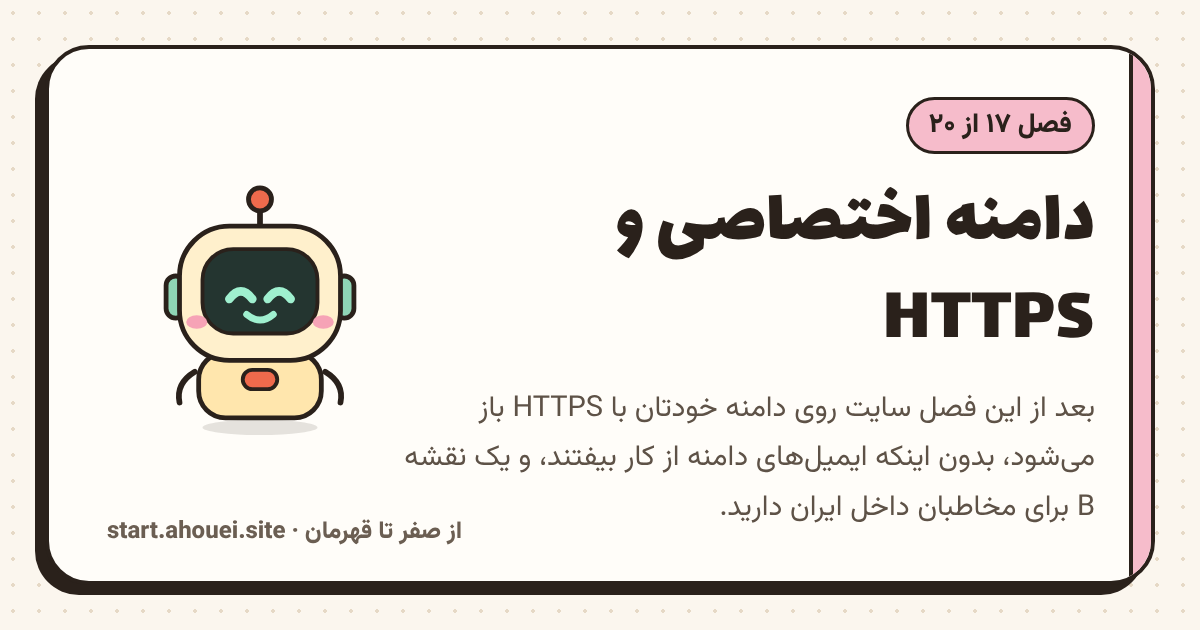 فصل ۱۷ از ۲۰
دامنه اختصاصی و
HTTPS
بعد از این فصل سایت روی دامنه خودتان با HTTPS باز
می‌شود، بدون اینکه ایمیل‌های دامنه از کار بیفتند، و یک نقشه
B برای مخاطبان داخل ایران دارید.
از صفر تا قهرمان · start.ahouei.site